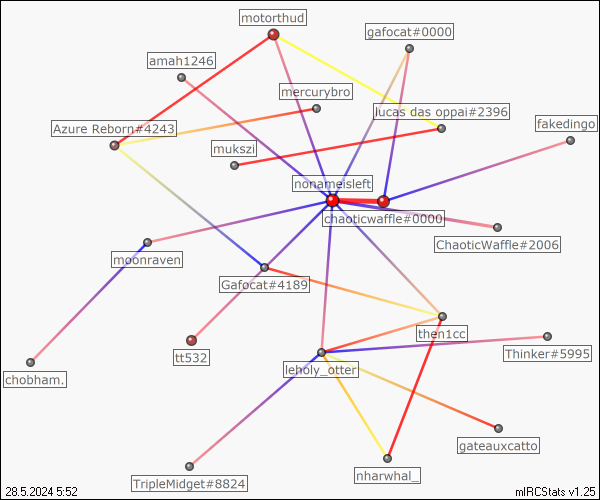 motorthud
gafocat#0000
amah1246
mercurybro
lucas das oppai#2396
fakedingo
Azure Reborn#4243
mukszi
nonameisleft
chaoticwaffle#0000
ChaoticWaffle#2006
moonraven
Gafocat#4189
then1cc
tt532
Thinker#5995
leholy_otter
chobham.
gateauxcatto
TripleMidget#8824
nharwhal_
28.5.2024 5:52
mIRCStats v1.25